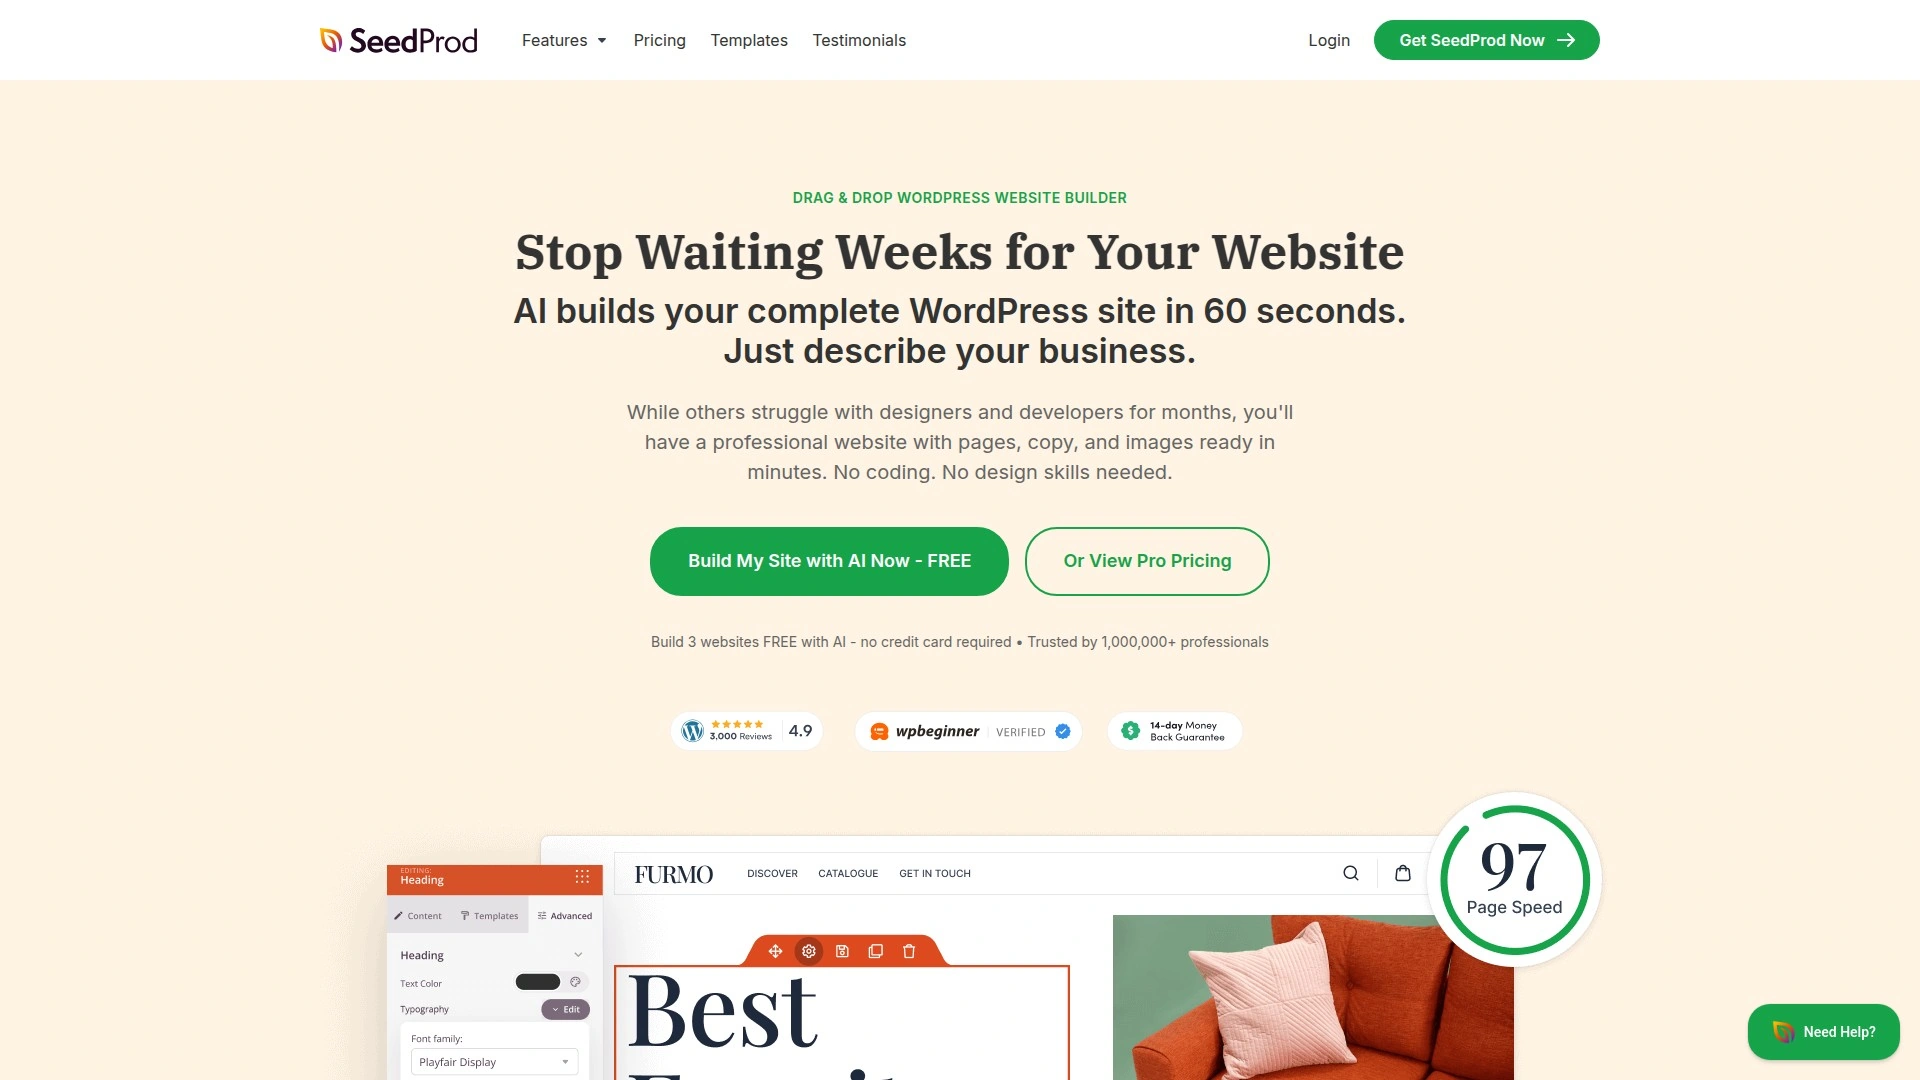 SeedProd
Features
Pricing
Templates
Testimonials
Login
Get SeedProd Now
DRAG & DROP WORDPRESS WEBSITE BUILDER
Stop Waiting Weeks for Your Website
AI builds your complete WordPress site in 60 seconds.
Just describe your business.
While others struggle with designers and developers for months, you'll
have a professional website with pages, copy, and images ready in
minutes. No coding. No design skills needed.
Build My Site with AI Now - FREE
Or View Pro Pricing
Build 3 websites FREE with AI - no credit card required • Trusted by 1,000,000+ professionals
3,000 Reviews
4.9
wpbeginner
VERIFIED
14-day Money
Back Guarantee
97
Page Speed
FURMO
DISCOVER
CATALOGUE
GET IN TOUCH
EDITING:
Heading
Content
Templates
Advanced
Heading
Text Color
Typography
Edit
Font family:
Playfair Display
Best
Need Help?